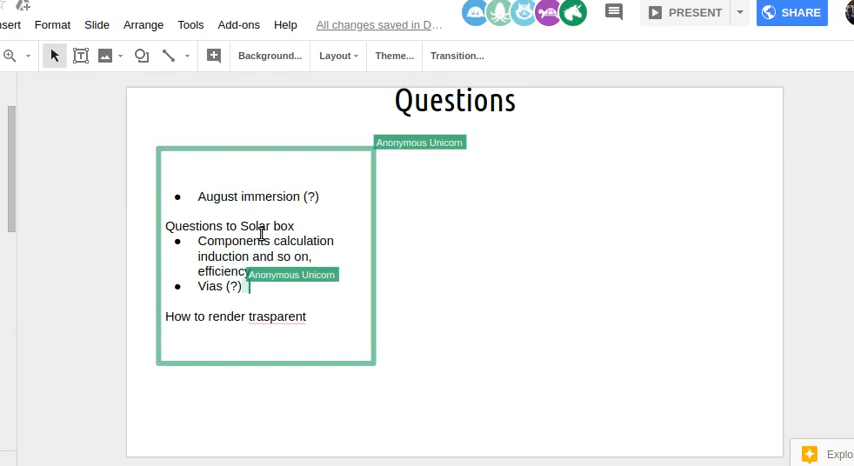 nsert Format Slide Arrange Tools Add-ons Help All changes saved in D…
PRESENT SHARE
Background... Layout Theme... Transition...
Questions
Anonymous Unicorn
● August immersion (?)
Questions to Solar box
● Components calculation
induction and so on,
efficiency
Anonymous Unicorn
● Vias (?)
How to render trasparent
Explo